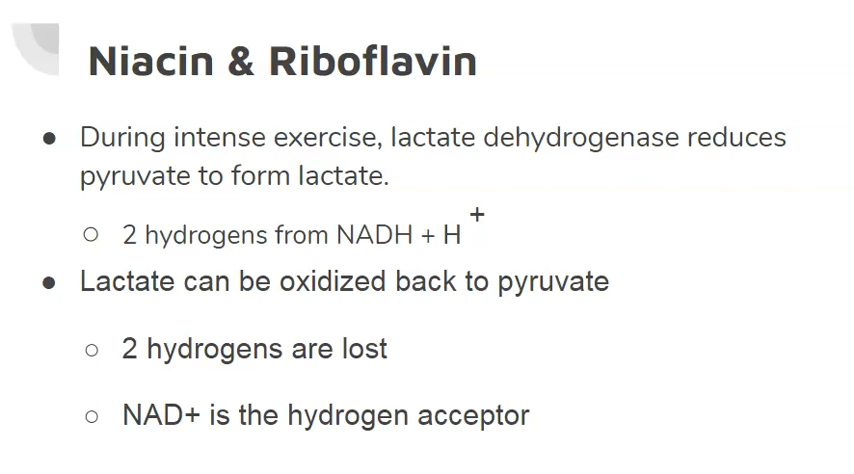 Niacin & Riboflavin
● During intense exercise, lactate dehydrogenase reduces
pyruvate to form lactate.
○ 2 hydrogens from NADH + H⁺
● Lactate can be oxidized back to pyruvate
○ 2 hydrogens are lost
○ NAD+ is the hydrogen acceptor